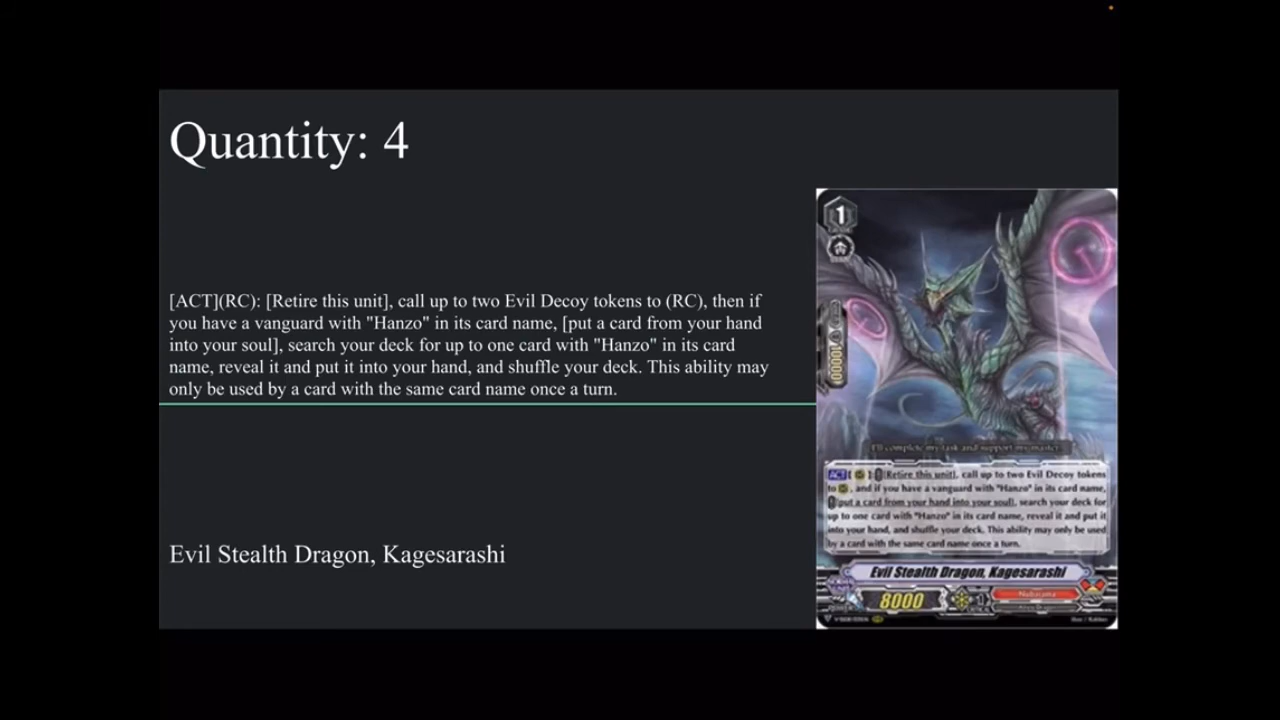 Quantity: 4
[ACT](RC): [Retire this unit], call up to two Evil Decoy tokens to (RC), then if
you have a vanguard with "Hanzo" in its card name, [put a card from your hand
into your soul], search your deck for up to one card with "Hanzo" in its card
name, reveal it and put it into your hand, and shuffle your deck. This ability may
only be used by a card with the same card name once a turn.
Evil Stealth Dragon, Kagesarashi
1
10000
I'll complete my task and support my master.
ACT [Retire this unit], call up to two Evil Decoy tokens
to , and if you have a vanguard with "Hanzo" in its card name,
[put a card from your hand into your soul], search your deck for
up to one card with "Hanzo" in its card name, reveal it and put it
into your hand, and shuffle your deck. This ability may only be used
by a card with the same card name once a turn.
Evil Stealth Dragon, Kagesarashi
8000
1
Nubatama